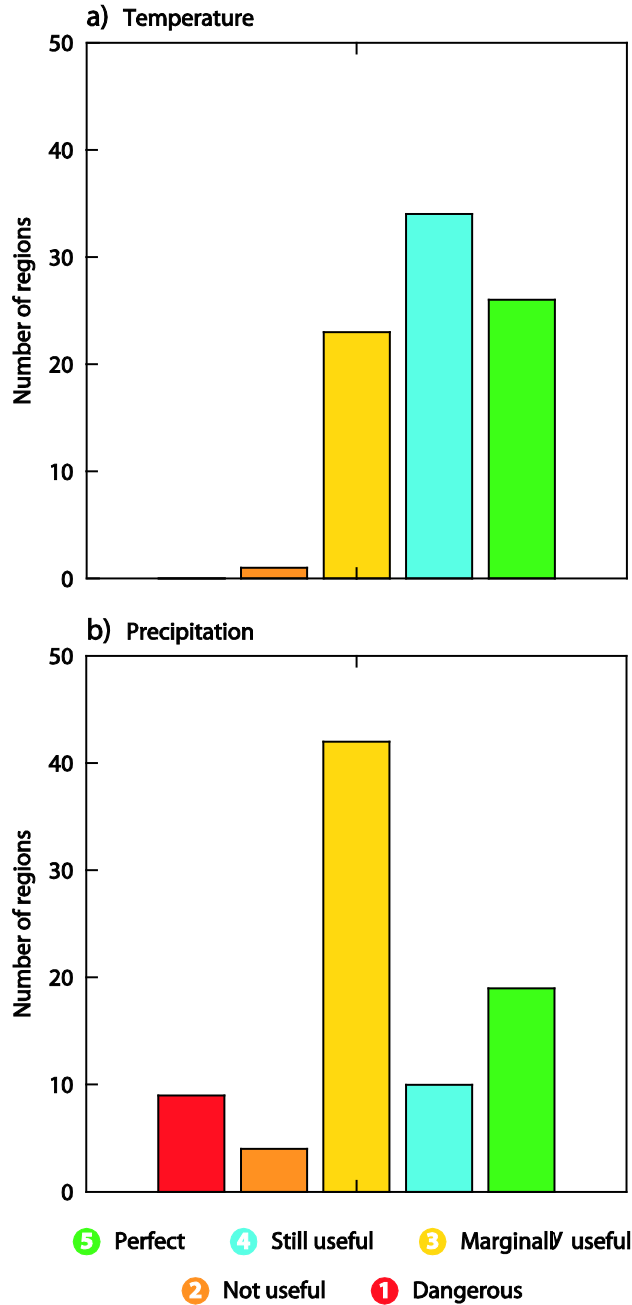 a) Temperature
50
40
30
20
10
0
Number of regions
b) Precipitation
50
40
30
20
10
0
Number of regions
5 Perfect 4 Still useful 3 Marginally useful
2 Not useful 1 Dangerous